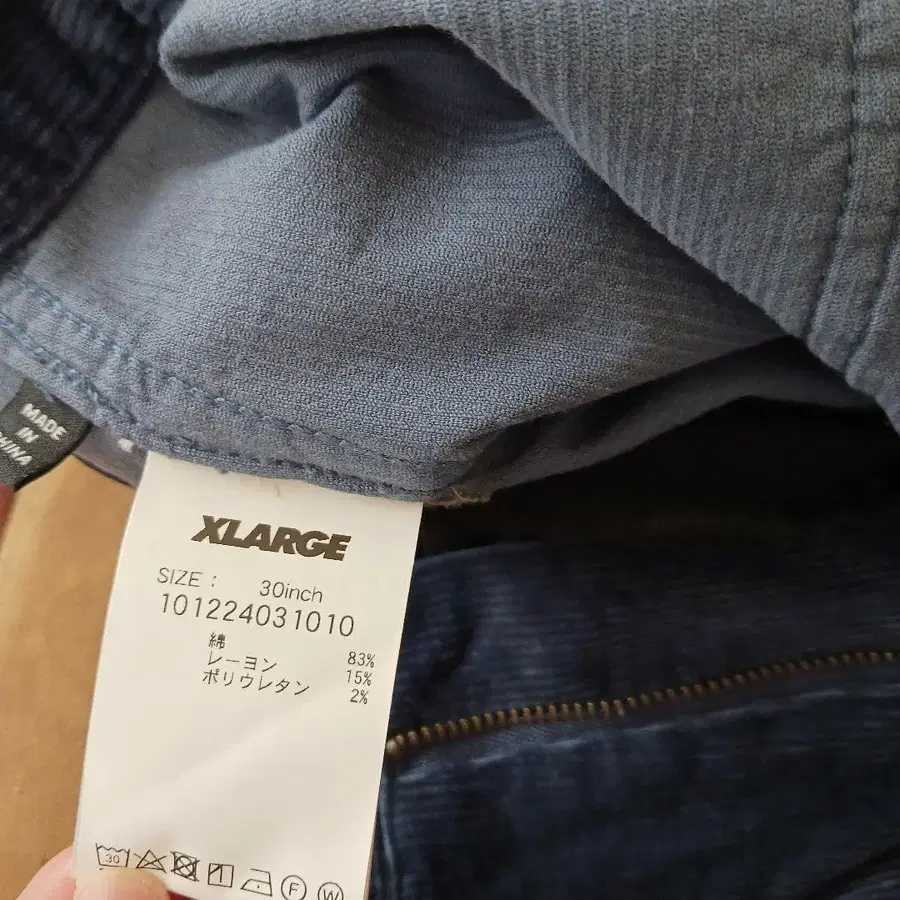 MADE
IN
CHINA
XLARGE
SIZE : 30inch
101224031010
綿 83%
レーヨン 15%
ポリウレタン 2%
30
F
W